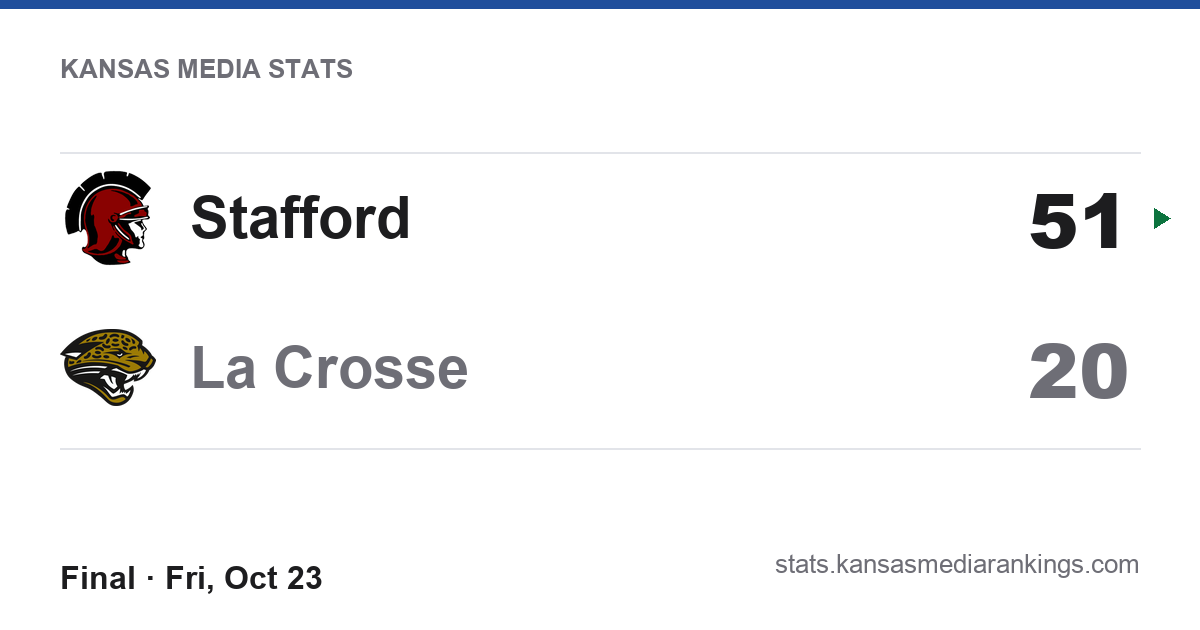 KANSAS MEDIA STATS
Stafford 51
La Crosse 20
Final · Fri, Oct 23
stats.kansasmediarankings.com